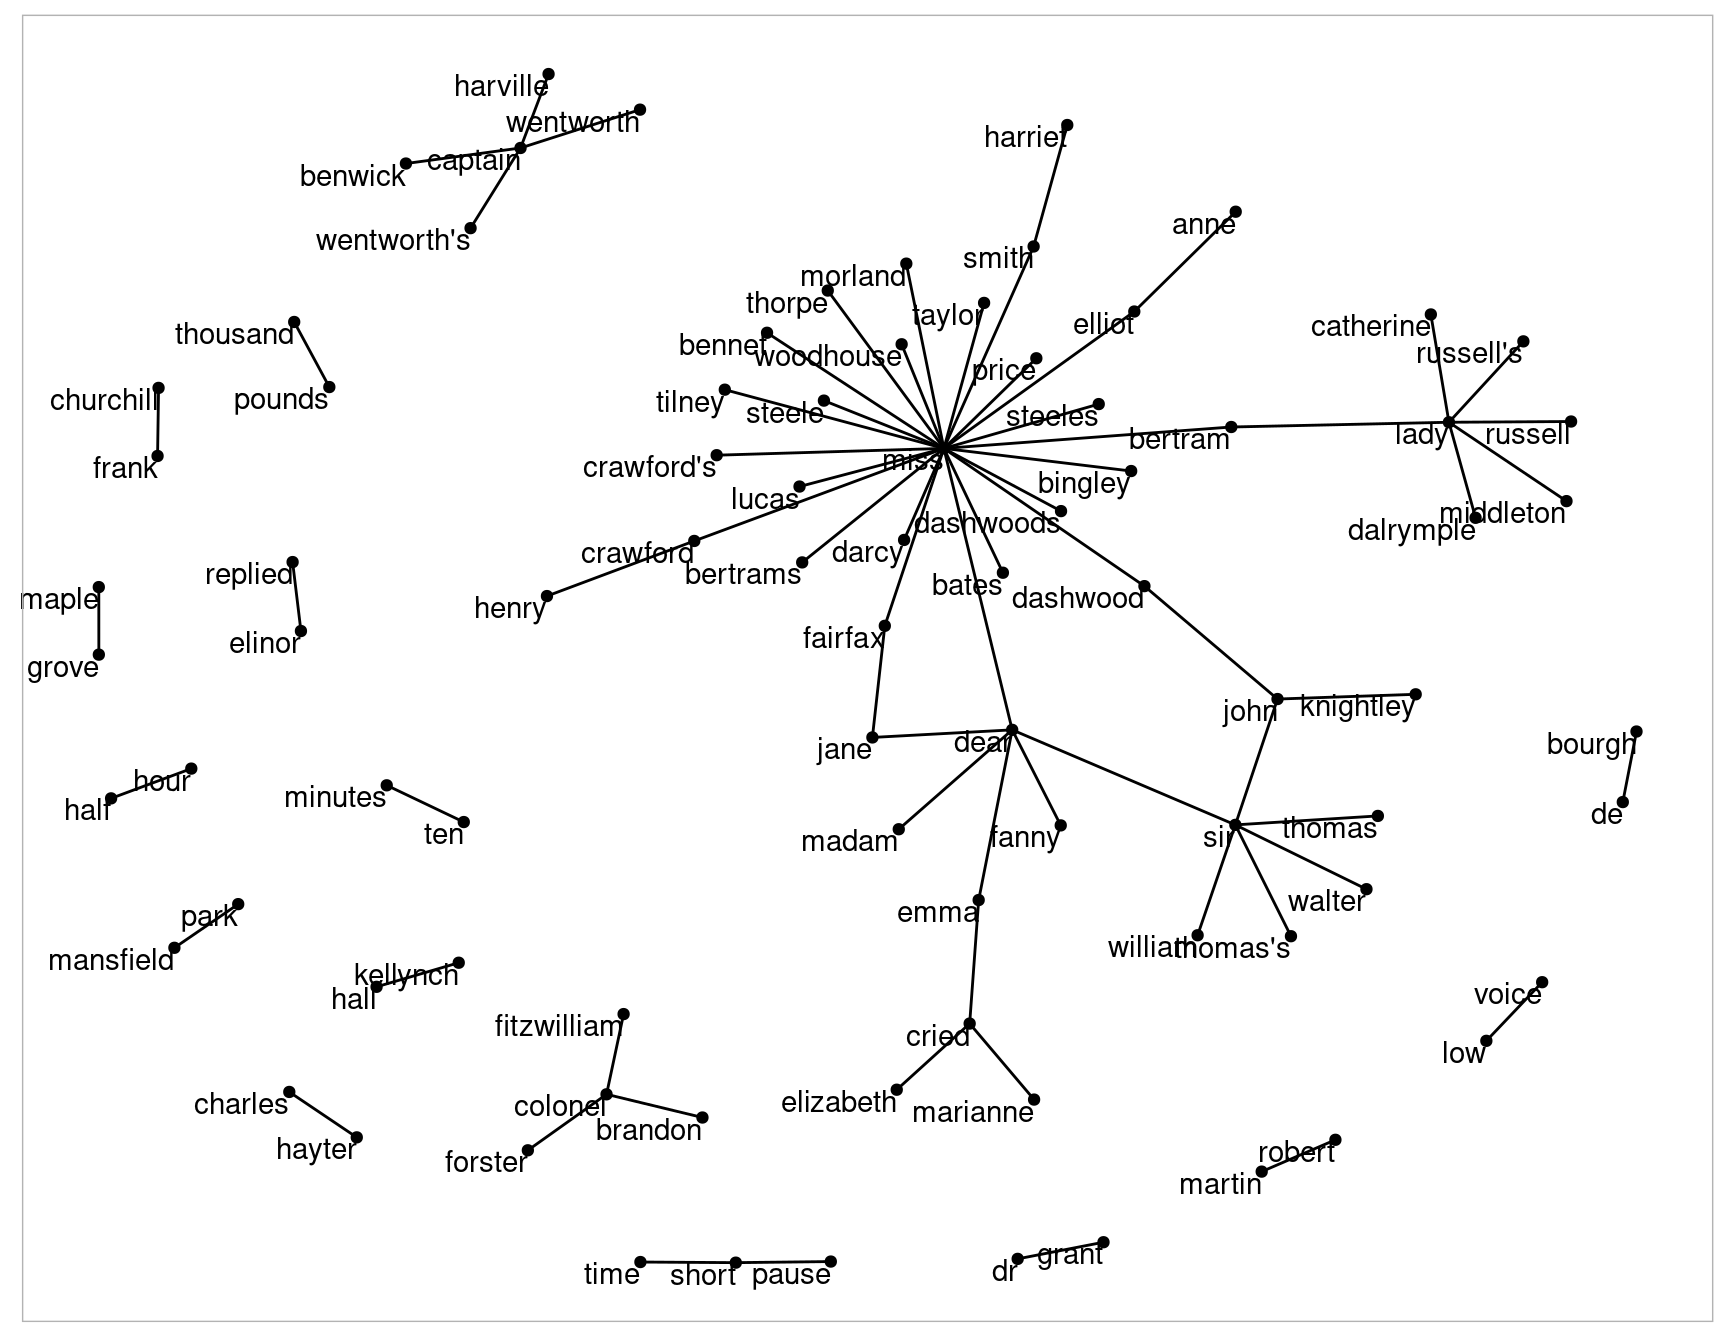 harville
wentworth
captain
benwick
wentworth's
harriet
anne
smith
morland
thorpe
taylor
elliot
catherine
thousand
bennet
woodhouse
russell's
price
churchill
pounds
tilney
steele
steeles
bertram
lady
russell
frank
crawford's
miss
lucas
bingley
dashwoods
middleton
dalrymple
crawford
darcy
replied
bertrams
bates
dashwood
maple
henry
elinor
fairfax
grove
john
knightley
jane
dear
bourgh
hour
half
minutes
ten
madam
fanny
sir
thomas
de
park
emma
walter
mansfield
william
thomas's
kellynch
hall
voice
fitzwilliam
cried
low
charles
colonel
elizabeth
marianne
brandon
hayter
forster
robert
martin
time
short
pause
dr
grant